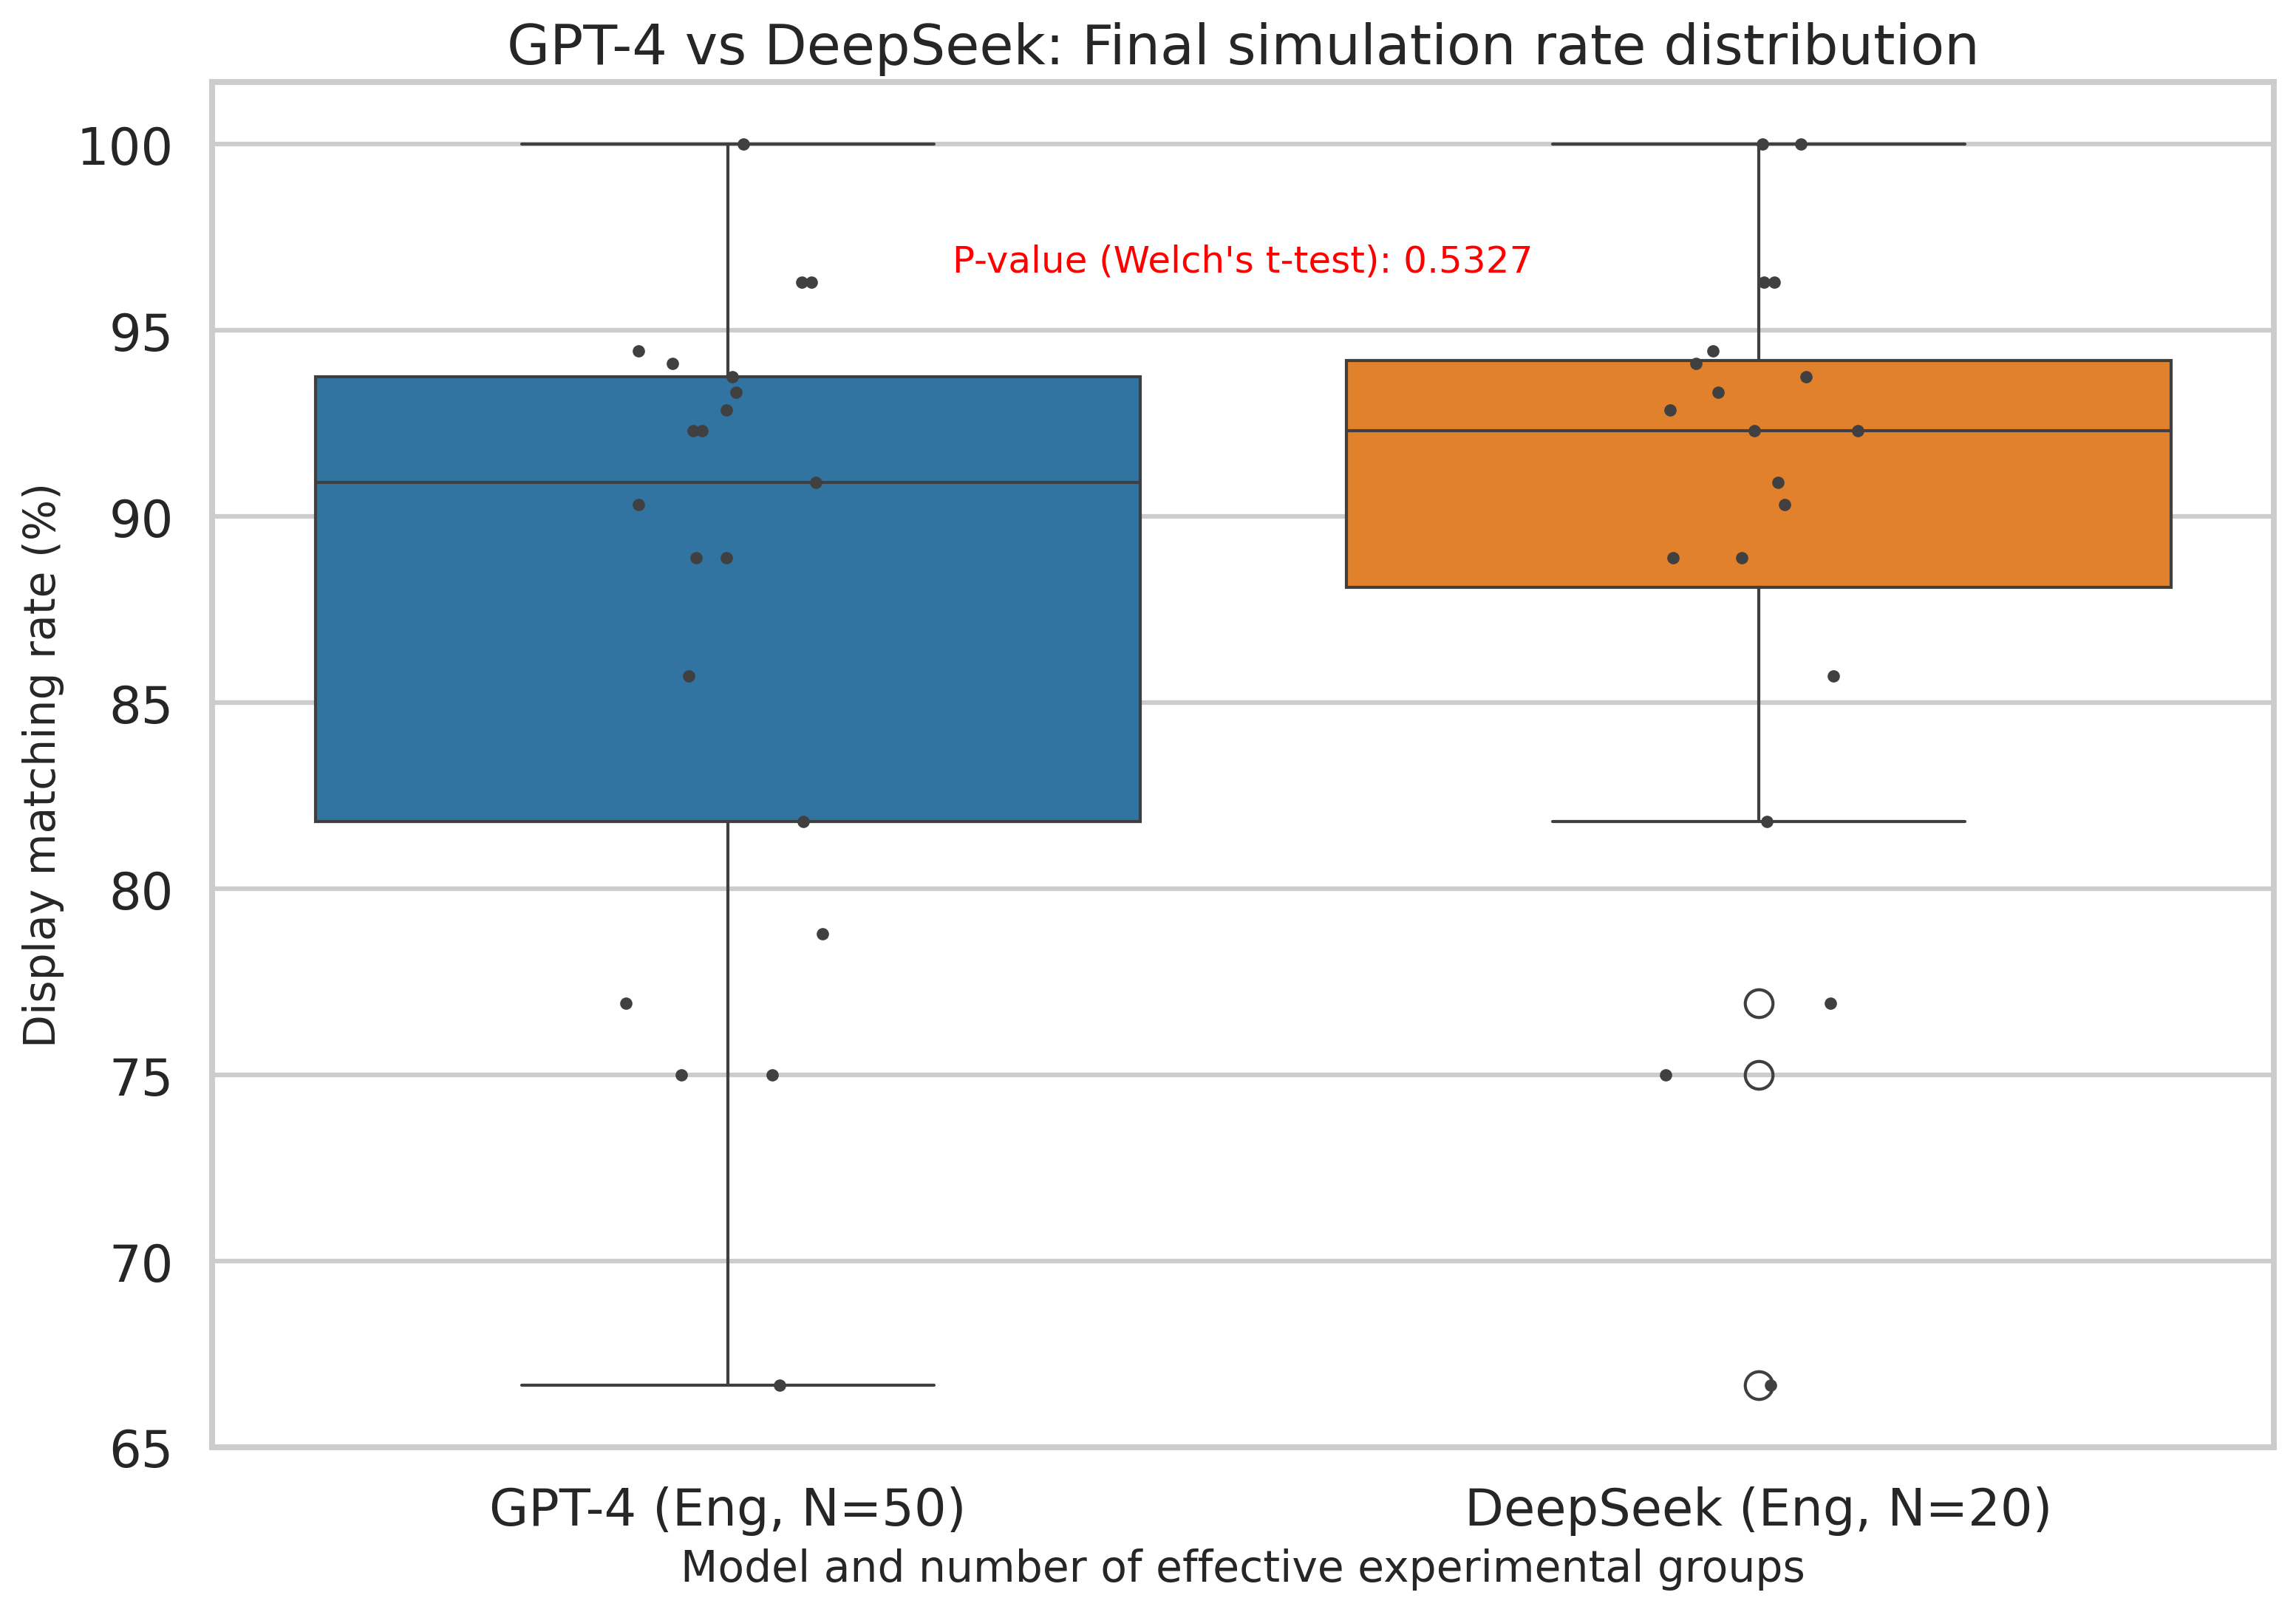 GPT-4 vs DeepSeek: Final simulation rate distribution
100
P-value (Welch's t-test): 0.5327
95
90
85
80
75
70
65
Display matching rate (%)
GPT-4 (Eng, N=50)
DeepSeek (Eng, N=20)
Model and number of effective experimental groups